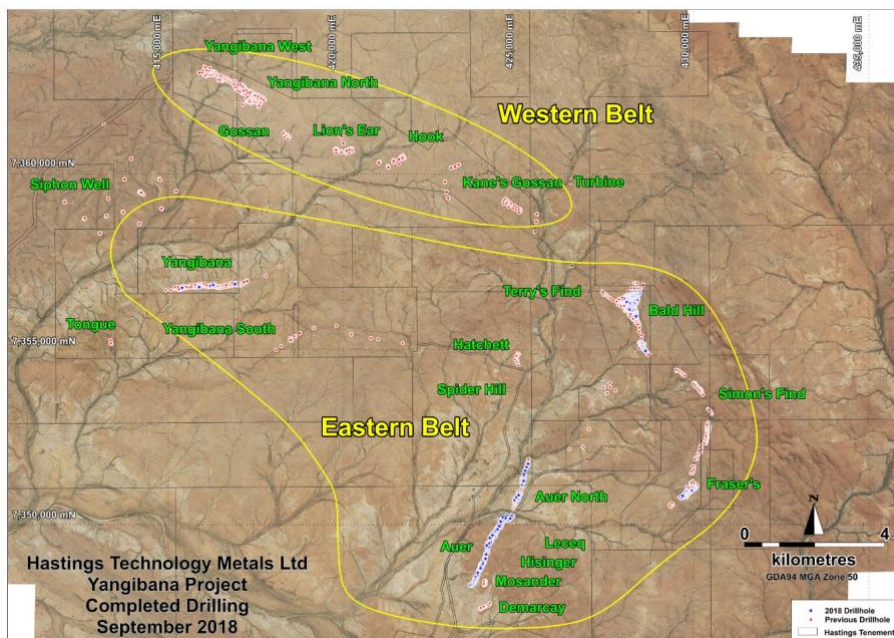 415,000 mE
420,000 mE
425,000 mE
430,000 mE
435,000 mE
Yangibana West
Yangibana North
Western Belt
Gossan
Lion's Ear
Hook
7,360,000 mN
Siphon Well
Kane's Gossan
Turbine
Yangibana
Terry's Find
Bald Hill
Tongue
Yangibana South
7,355,000 mN
Hatchett
Spider Hill
Simon's Find
Eastern Belt
Fraser's
Auer North
7,350,000 mN
Auer
Leceq
Hisinger
Mosander
Demarcay
N
0
4
kilometres
GDA94 MGA Zone 50
Hastings Technology Metals Ltd
Yangibana Project
Completed Drilling
September 2018
2018 Drillhole
Previous Drillhole
Hastings Tenement